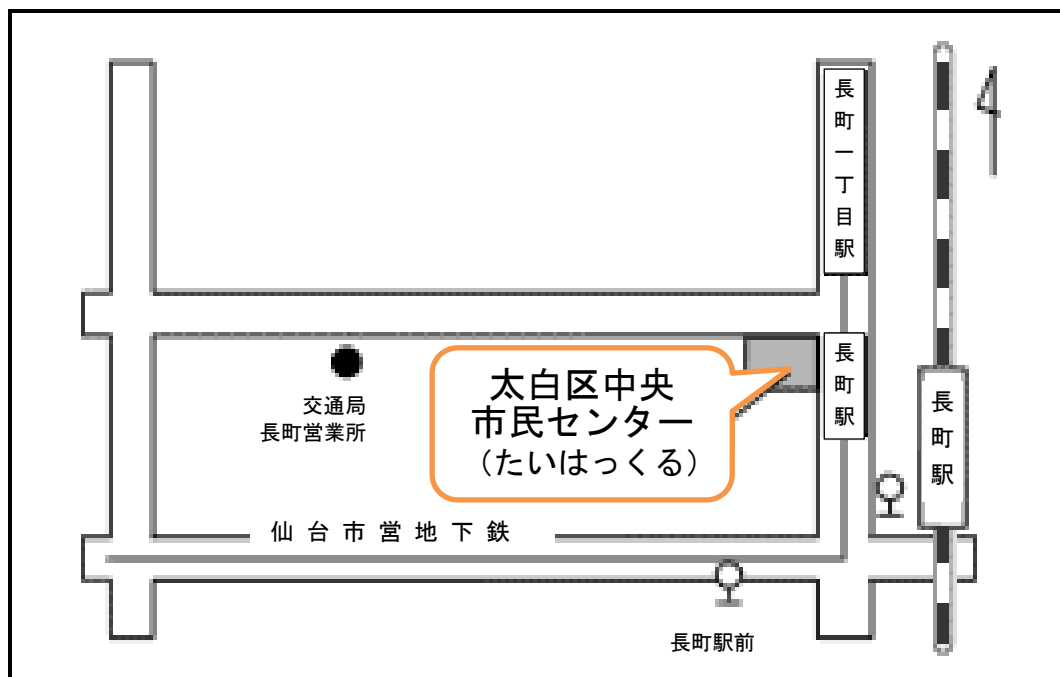 長町一丁目駅
長町駅
長町駅
太白区中央
市民センター
（たいはっくる）
交通局
長町営業所
仙台市営地下鉄
長町駅前